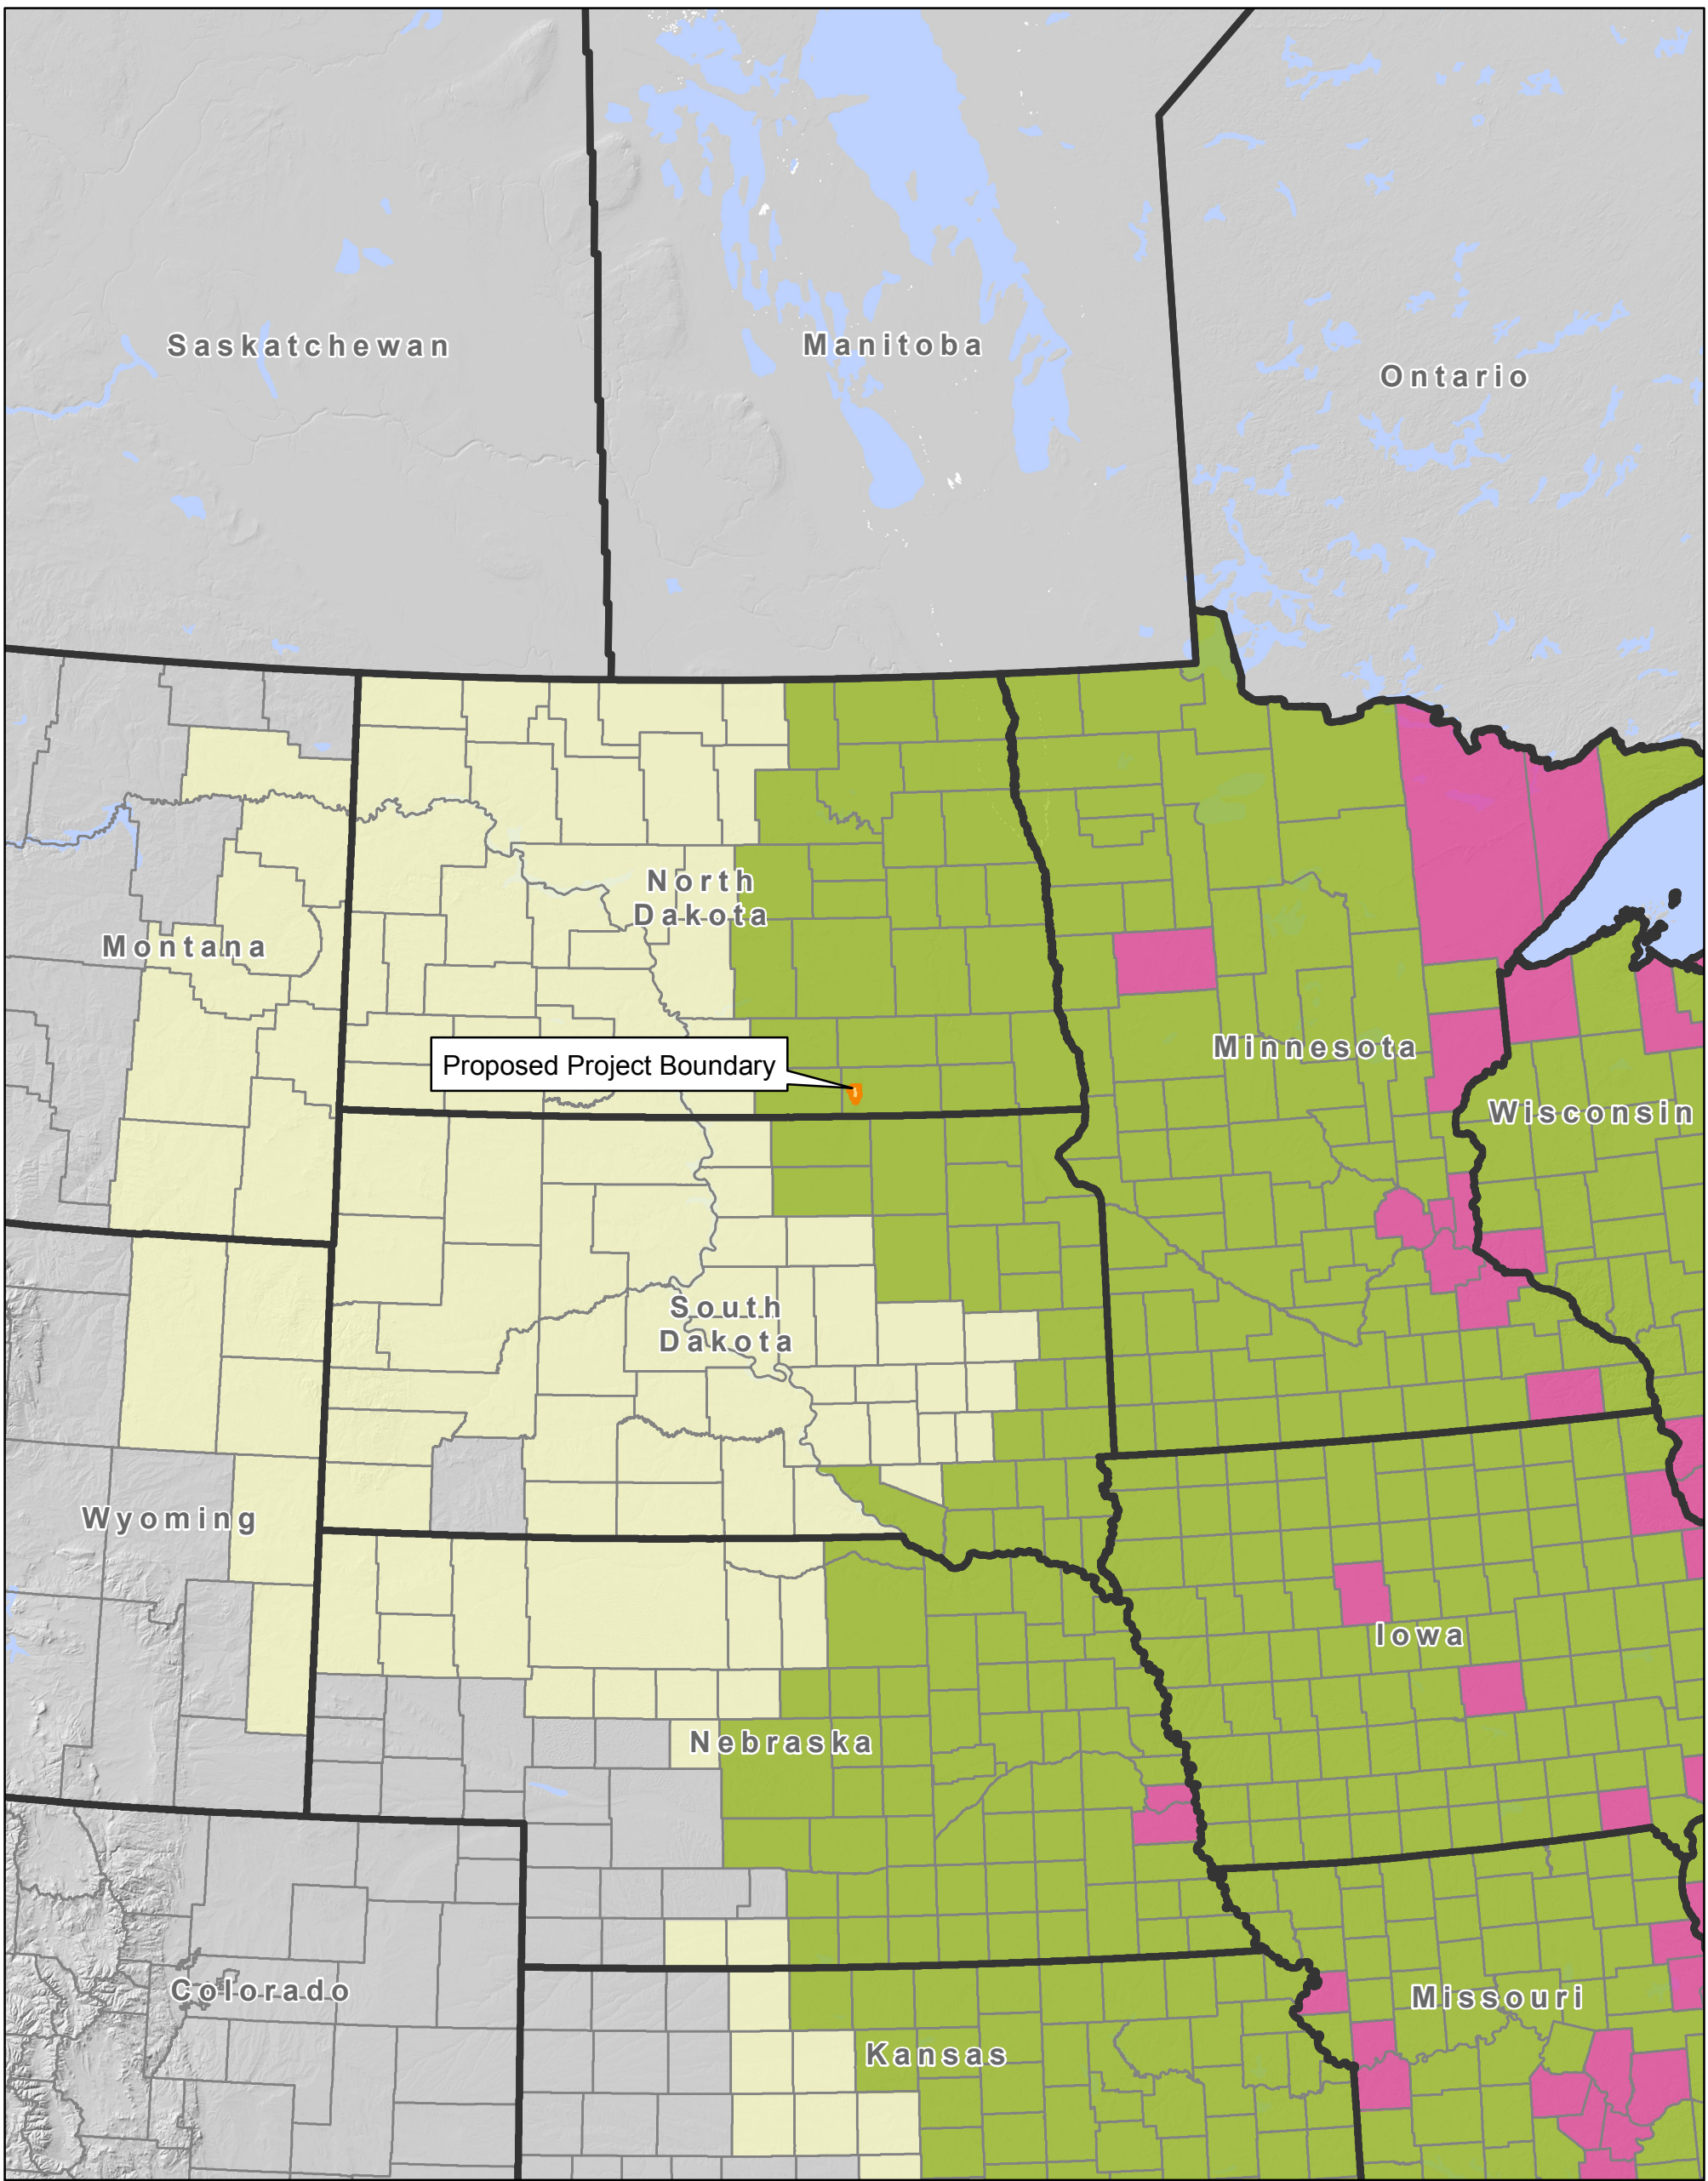 Saskatchewan
Manitoba
Ontario
North
Dakota
Montana
Minnesota
Proposed Project Boundary
Wisconsin
South
Dakota
Wyoming
Iowa
Nebraska
Colorado
Missouri
Kansas